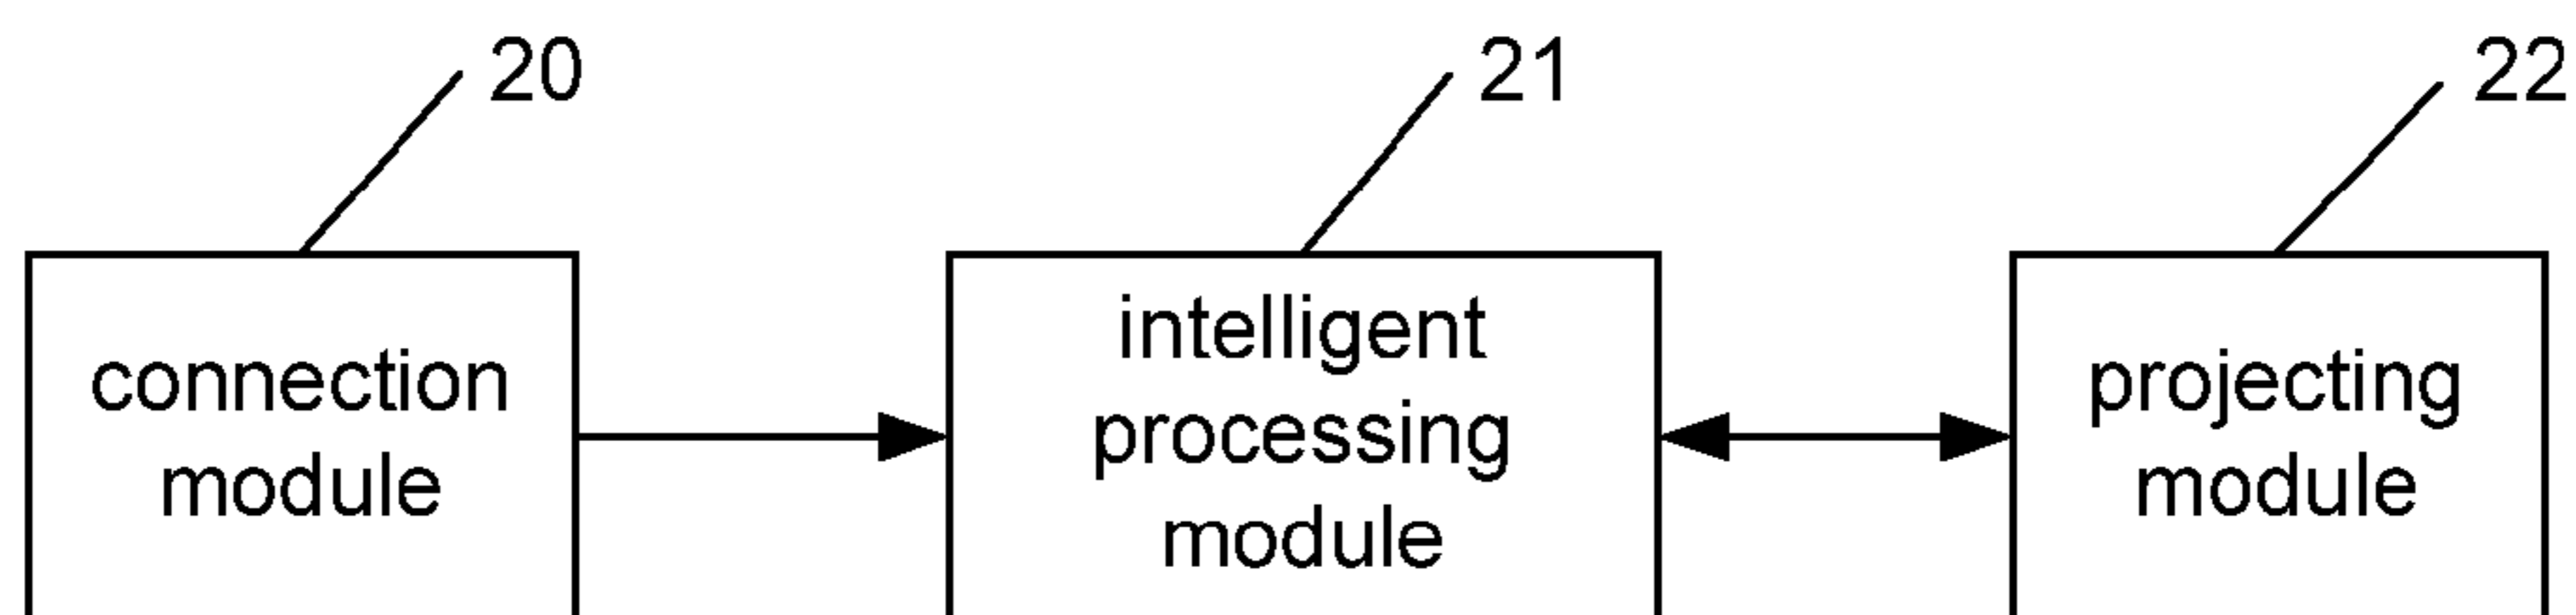 20
21
22
connection
module
intelligent
processing
module
projecting
module